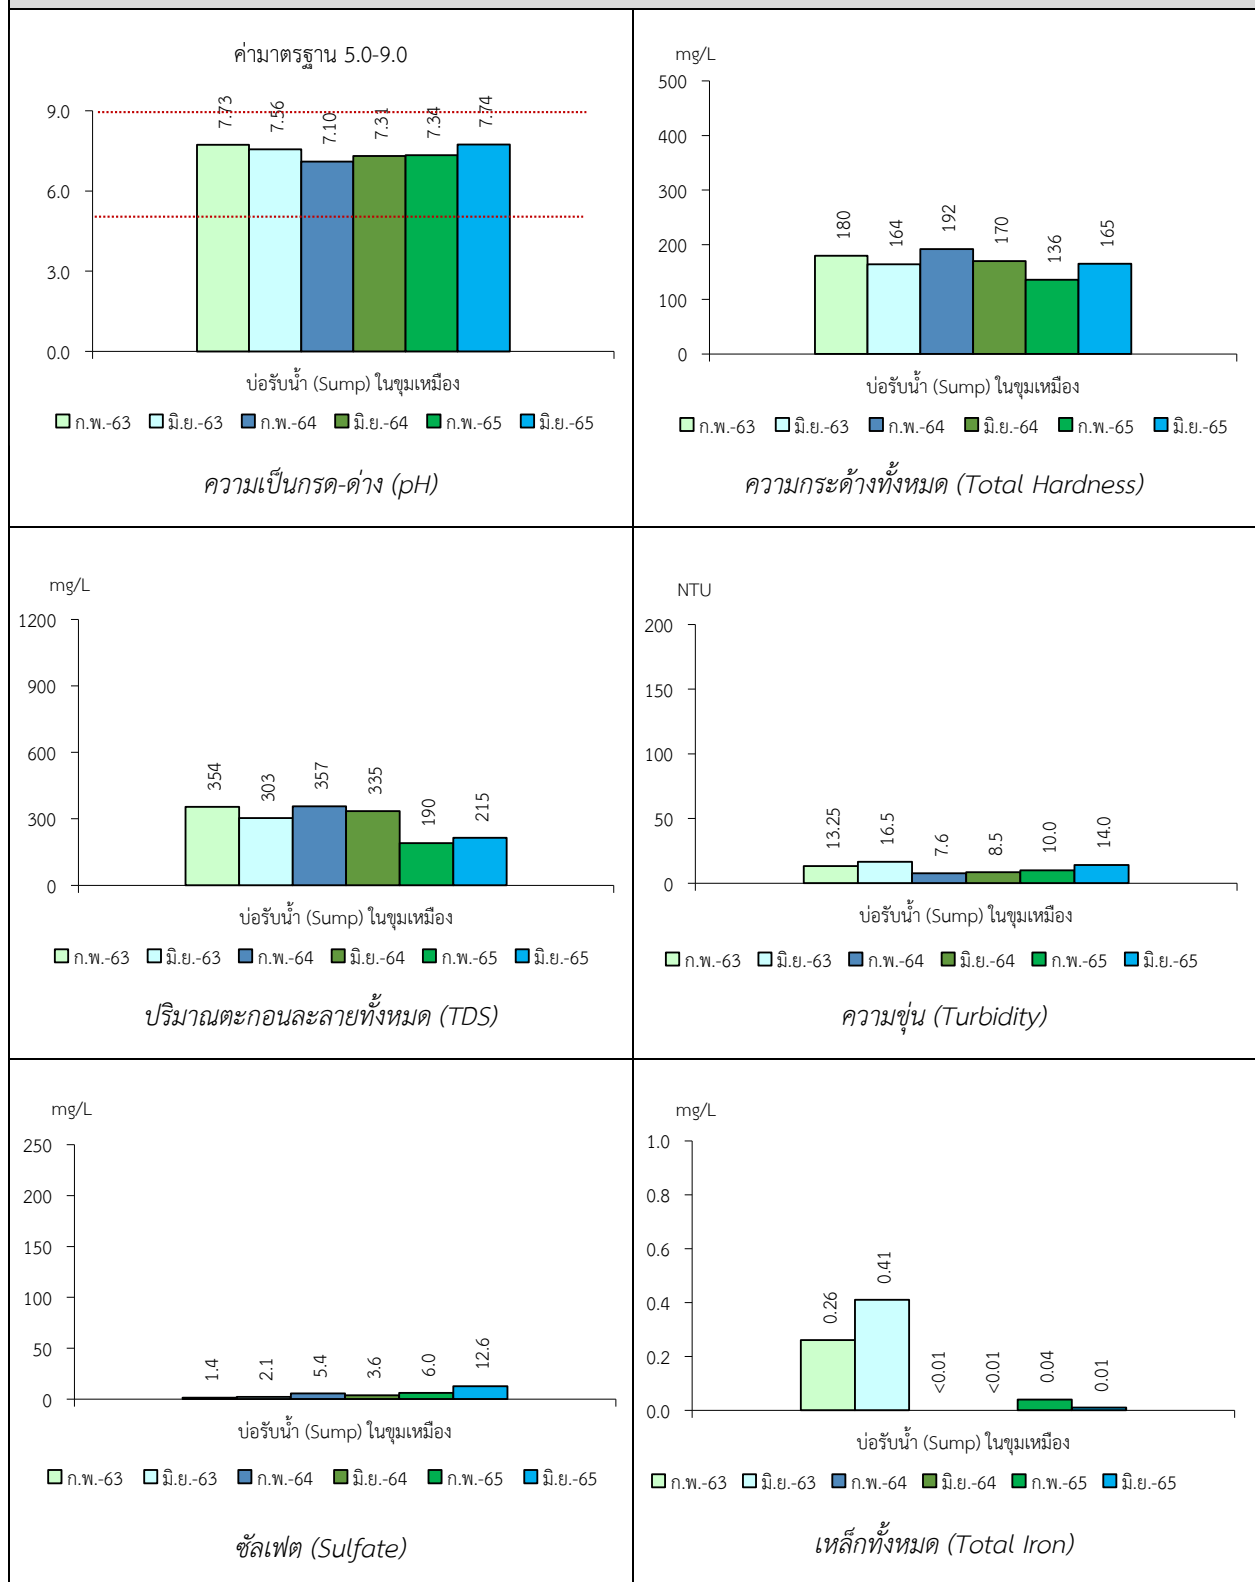 ค่ามาตรฐาน 5.0-9.0
9.0
6.0
3.0
0.0
7.73
7.56
7.10
7.31
7.34
7.74
บ่อรับน้ำ (Sump) ในขุมเหมือง
ก.พ.-63 มิ.ย.-63 ก.พ.-64 มิ.ย.-64 ก.พ.-65 มิ.ย.-65
ความเป็นกรด-ด่าง (pH)
mg/L
500
400
300
200
100
0
180
164
192
170
136
165
บ่อรับน้ำ (Sump) ในขุมเหมือง
ก.พ.-63 มิ.ย.-63 ก.พ.-64 มิ.ย.-64 ก.พ.-65 มิ.ย.-65
ความกระด้างทั้งหมด (Total Hardness)
mg/L
1200
900
600
300
0
354
303
357
335
190
215
บ่อรับน้ำ (Sump) ในขุมเหมือง
ก.พ.-63 มิ.ย.-63 ก.พ.-64 มิ.ย.-64 ก.พ.-65 มิ.ย.-65
ปริมาณตะกอนละลายทั้งหมด (TDS)
NTU
200
150
100
50
0
13.25
16.5
7.6
8.5
10.0
14.0
บ่อรับน้ำ (Sump) ในขุมเหมือง
ก.พ.-63 มิ.ย.-63 ก.พ.-64 มิ.ย.-64 ก.พ.-65 มิ.ย.-65
ความขุ่น (Turbidity)
mg/L
250
200
150
100
50
0
1.4
2.1
5.4
3.6
6.0
12.6
บ่อรับน้ำ (Sump) ในขุมเหมือง
ก.พ.-63 มิ.ย.-63 ก.พ.-64 มิ.ย.-64 ก.พ.-65 มิ.ย.-65
ซัลเฟต (Sulfate)
mg/L
1.0
0.8
0.6
0.4
0.2
0.0
0.26
0.41
<0.01
<0.01
0.04
0.01
บ่อรับน้ำ (Sump) ในขุมเหมือง
ก.พ.-63 มิ.ย.-63 ก.พ.-64 มิ.ย.-64 ก.พ.-65 มิ.ย.-65
เหล็กทั้งหมด (Total Iron)